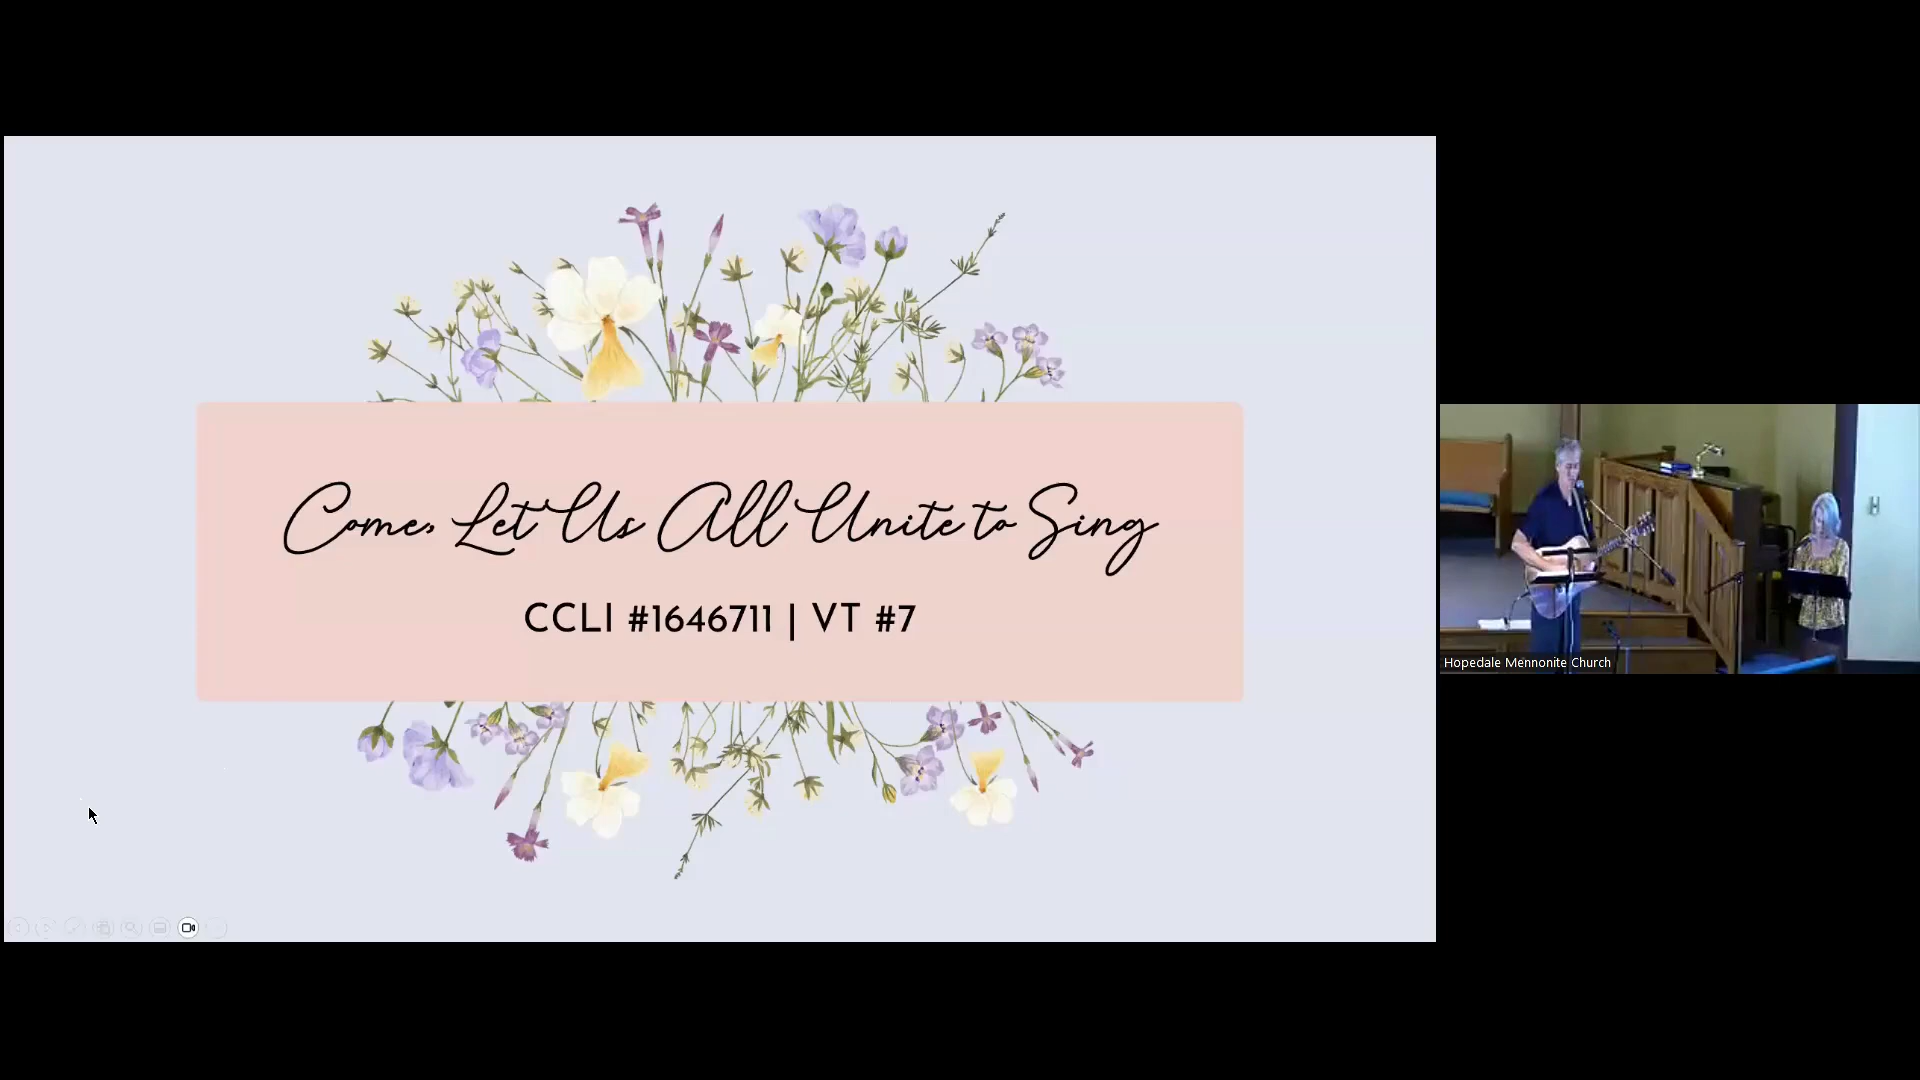 Come, Let Us All Unite to Sing
CCLI #1646711 | VT #7
Hopedale Mennonite Church